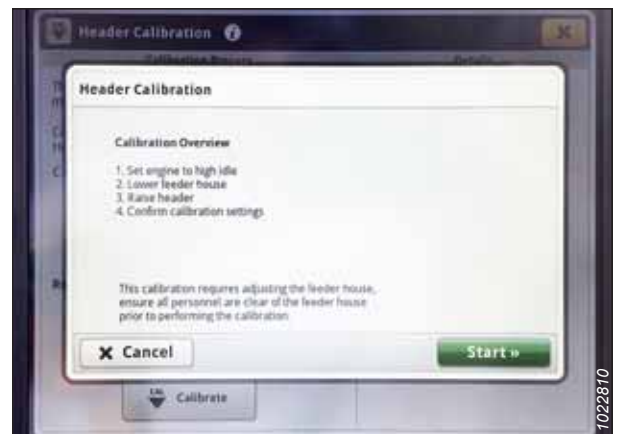 Header Calibration
Header Calibration
Calibration Overview
1. Set engine to high idle
2. Lower feeder house
3. Raise header
4. Confirm calibration settings
This calibration requires adjusting the feeder house,
ensure all personnel are clear of the feeder house
prior to performing the calibration
Cancel
Start »
CAL
Calibrate
1022810